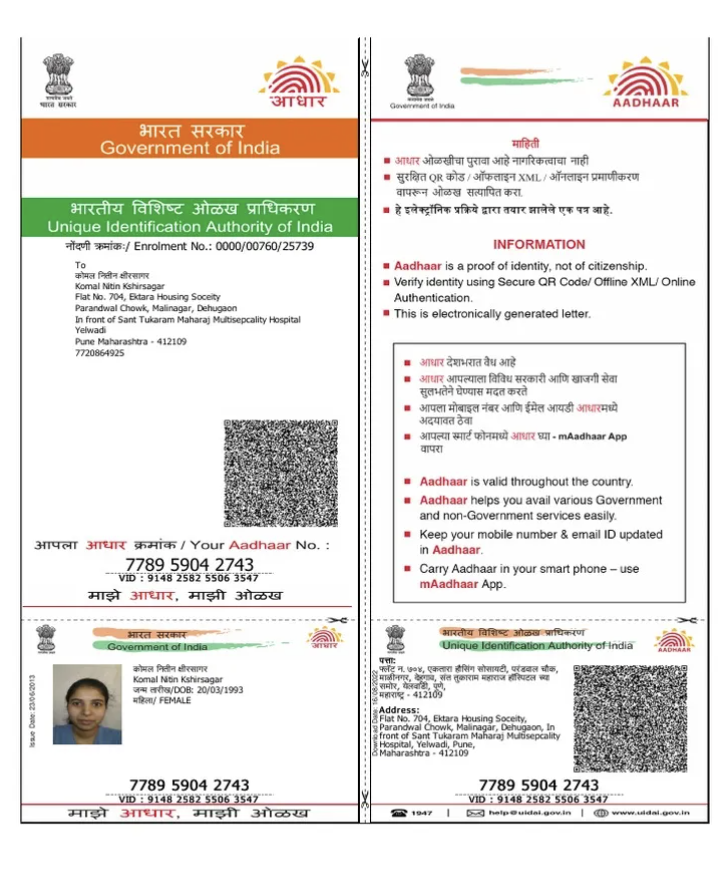 भारत सरकार
आधार
भारत सरकार
Government of India
भारतीय विशिष्ट ओळख प्राधिकरण
Unique Identification Authority of India
नोंदणी क्रमांक:/ Enrolment No.: 0000/00760/25739
To
कोमल नितीन क्षीरसागर
Komal Nitin Kshirsagar
Flat No. 704, Ektara Housing Soceity
Parandwal Chowk, Malinagar, Dehugaon
In front of Sant Tukaram Maharaj Multisepcality Hospital
Yelwadi
Pune Maharashtra - 412109
7720864925
आपला आधार क्रमांक / Your Aadhaar No. :
7789 5904 2743
VID : 9148 2582 5506 3547
माझे आधार, माझी ओळख
भारत सरकार
Government of India
आधार
Issue Date: 23/06/2013
कोमल नितीन क्षीरसागर
Komal Nitin Kshirsagar
जन्म तारीख/DOB: 20/03/1993
महिला/ FEMALE
7789 5904 2743
VID : 9148 2582 5506 3547
माझे आधार, माझी ओळख
Government of India
AADHAAR
माहिती
आधार ओळखीचा पुरावा आहे नागरिकत्वाचा नाही
सुरक्षित QR कोड / ऑफलाइन XML / ऑनलाइन प्रमाणीकरण
वापरून ओळख सत्यापित करा.
हे इलेक्ट्रॉनिक प्रक्रिये द्वारा तयार झालेले एक पत्र आहे.
INFORMATION
Aadhaar is a proof of identity, not of citizenship.
Verify identity using Secure QR Code/ Offline XML/ Online
Authentication.
This is electronically generated letter.
आधार देशभरात वैध आहे
आधार आपल्याला विविध सरकारी आणि खाजगी सेवा
सुलभतेने घेण्यास मदत करते
आपला मोबाइल नंबर आणि ईमेल आयडी आधारमध्ये
अद्ययावत ठेवा
आपल्या स्मार्ट फोनमध्ये आधार घ्या - mAadhaar App
वापरा
Aadhaar is valid throughout the country.
Aadhaar helps you avail various Government
and non-Government services easily.
Keep your mobile number & email ID updated
in Aadhaar.
Carry Aadhaar in your smart phone – use
mAadhaar App.
भारतीय विशिष्ट ओळख प्राधिकरण
Unique Identification Authority of India
AADHAAR
Download Date: 16/08/2022
पत्ता:
फ्लॅट न. ७०४, एकतारा हौसिंग सोसायटी, परंडवाल चौक,
माळीनगर, देहुगाव, संत तुकाराम महाराज हॉस्पिटल च्या
समोर, येलवाडी, पुणे,
महाराष्ट्र - 412109
Address:
Flat No. 704, Ektara Housing Soceity,
Parandwal Chowk, Malinagar, Dehugaon, In
front of Sant Tukaram Maharaj Multisepcality
Hospital, Yelwadi, Pune,
Maharashtra - 412109
7789 5904 2743
VID : 9148 2582 5506 3547
1947 | help@uidai.gov.in | www.uidai.gov.in